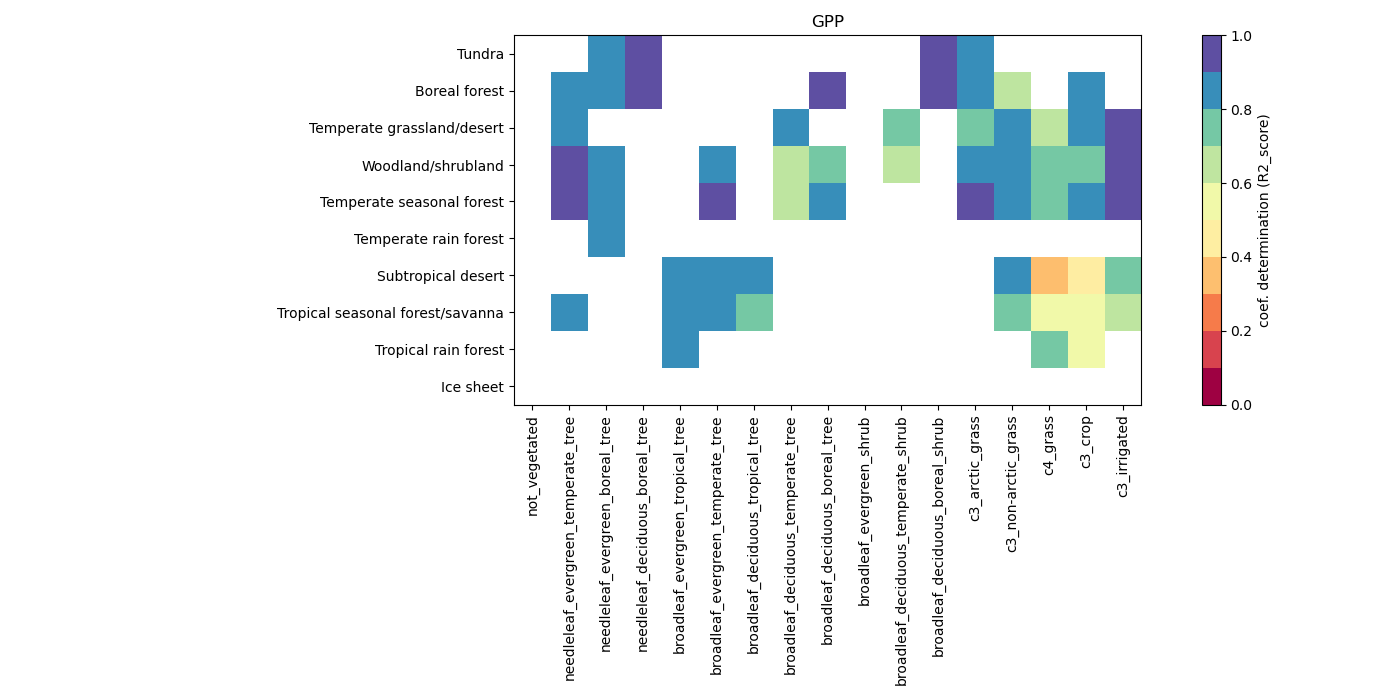 GPP
Tundra
Boreal forest
Temperate grassland/desert
Woodland/shrubland
Temperate seasonal forest
Temperate rain forest
Subtropical desert
Tropical seasonal forest/savanna
Tropical rain forest
Ice sheet
not_vegetated
needleleaf_evergreen_temperate_tree
needleleaf_evergreen_boreal_tree
needleleaf_deciduous_boreal_tree
broadleaf_evergreen_tropical_tree
broadleaf_evergreen_temperate_tree
broadleaf_deciduous_tropical_tree
broadleaf_deciduous_temperate_tree
broadleaf_deciduous_boreal_tree
broadleaf_evergreen_shrub
broadleaf_deciduous_temperate_shrub
broadleaf_deciduous_boreal_shrub
c3_arctic_grass
c3_non-arctic_grass
c4_grass
c3_crop
c3_irrigated
1.0
0.8
0.6
0.4
0.2
0.0
coef. determination (R2_score)